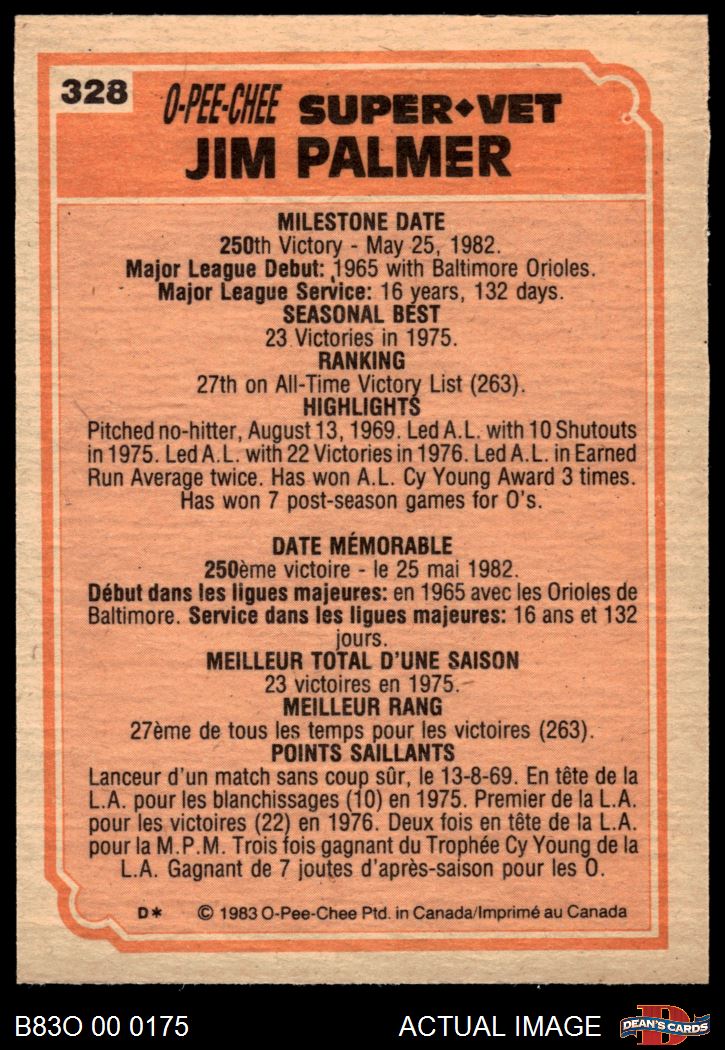 328
O-PEE-CHEE SUPER◆VET
JIM PALMER
MILESTONE DATE
250th Victory - May 25, 1982.
Major League Debut: 1965 with Baltimore Orioles.
Major League Service: 16 years, 132 days.
SEASONAL BEST
23 Victories in 1975.
RANKING
27th on All-Time Victory List (263).
HIGHLIGHTS
Pitched no-hitter, August 13, 1969. Led A.L. with 10 Shutouts
in 1975. Led A.L. with 22 Victories in 1976. Led A.L. in Earned
Run Average twice. Has won A.L. Cy Young Award 3 times.
Has won 7 post-season games for O's.
DATE MÉMORABLE
250ème victoire - le 25 mai 1982.
Début dans les ligues majeures: en 1965 avec les Orioles de
Baltimore. Service dans les ligues majeures: 16 ans et 132
jours.
MEILLEUR TOTAL D'UNE SAISON
23 victoires en 1975.
MEILLEUR RANG
27ème de tous les temps pour les victoires (263).
POINTS SAILLANTS
Lanceur d'un match sans coup sûr, le 13-8-69. En tête de la
L.A. pour les blanchissages (10) en 1975. Premier de la L.A.
pour les victoires (22) en 1976. Deux fois en tête de la L.A.
pour la M.P.M. Trois fois gagnant du Trophée Cy Young de la
L.A. Gagnant de 7 joutes d'après-saison pour les O.
D* © 1983 O-Pee-Chee Ptd. in Canada/Imprimé au Canada
B83O 00 0175
ACTUAL IMAGE
D
DEAN'S CARDS